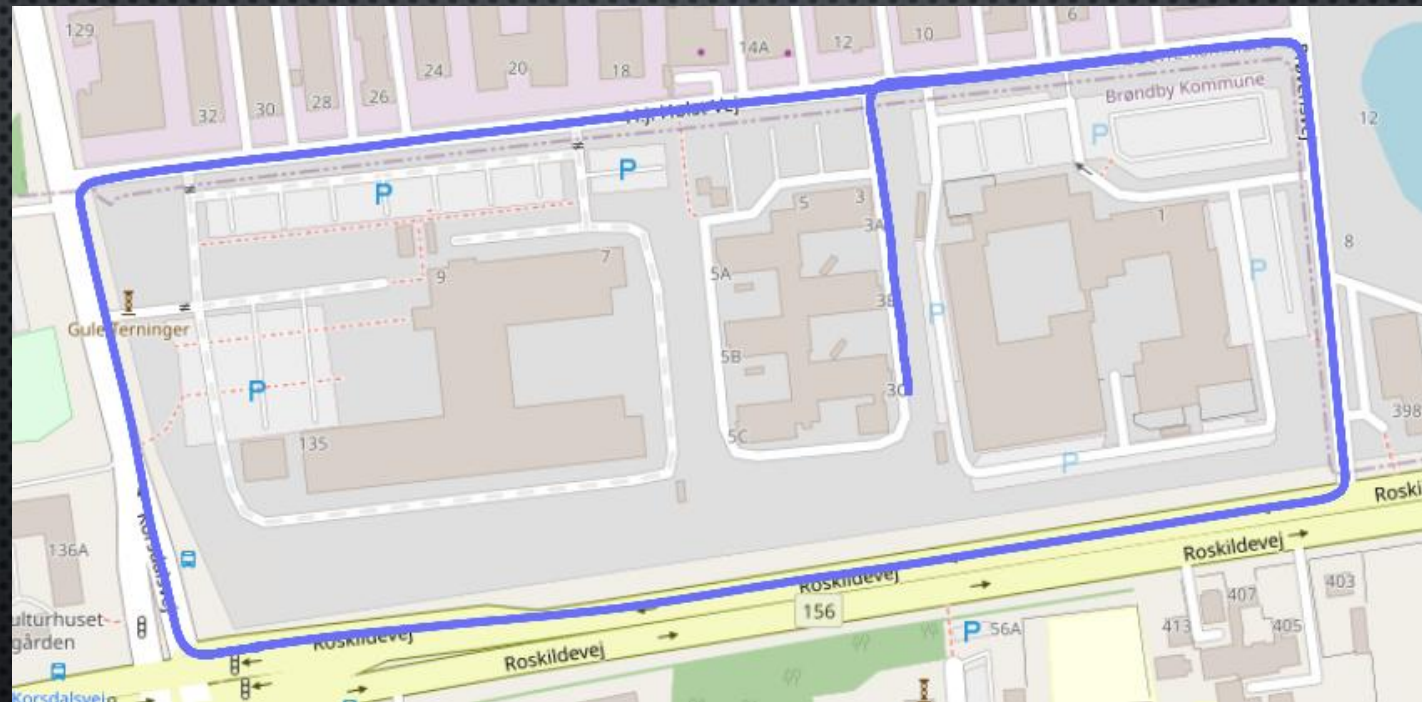 129
6
14A
12
10
24
20
18
32
30
28
26
H.J. Holst Vej
Brøndby Kommune
P
P
P
12
5
3
3A
1
7
9
8
5A
P
3B
P
Gule Terninger
5B
P
3C
398
5C
135
P
Roski
136A
Korsdalsvej
Roskildevej
Roskildevej
156
403
407
ulturhuset
gården
Roskildevej
P
56A
413
405
Roskildevej
Korsdalsvej